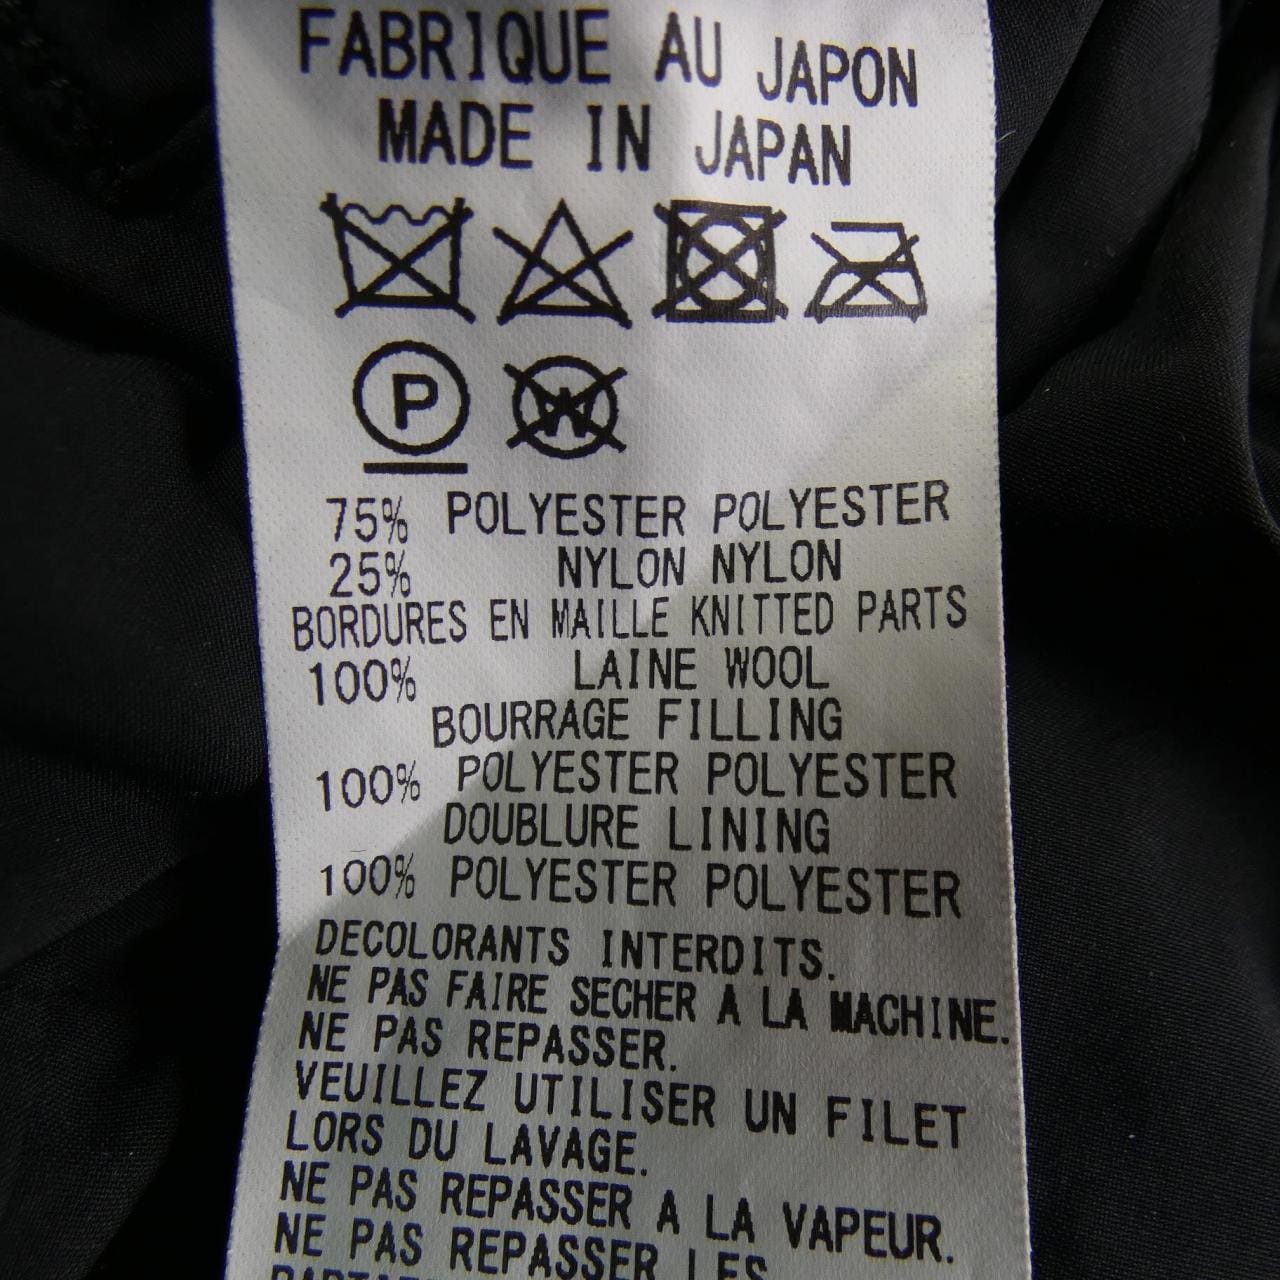 FABRIQUE AU JAPON
MADE IN JAPAN
P W
75% POLYESTER POLYESTER
25% NYLON NYLON
BORDURES EN MAILLE KNITTED PARTS
100% LAINE WOOL
BOURRAGE FILLING
100% POLYESTER POLYESTER
DOUBLURE LINING
100% POLYESTER POLYESTER
DECOLORANTS INTERDITS.
NE PAS FAIRE SECHER A LA MACHINE.
NE PAS REPASSER.
VEUILLEZ UTILISER UN FILET
LORS DU LAVAGE.
NE PAS REPASSER A LA VAPEUR.
NE PAS REPASSER LES